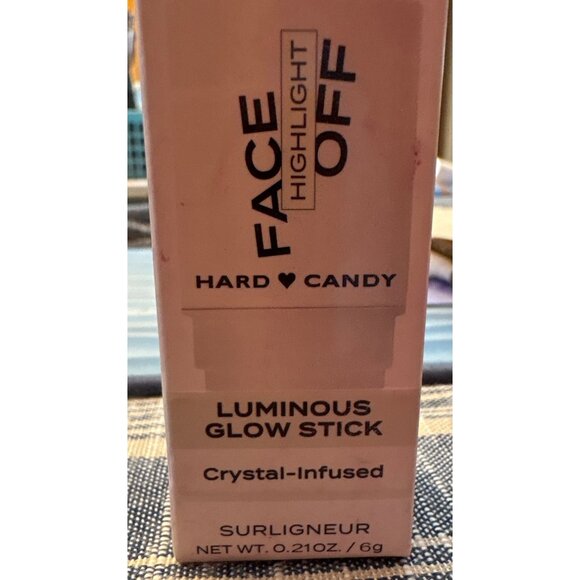 FACE
HIGHLIGHT
OFF
HARD ♥ CANDY
LUMINOUS
GLOW STICK
Crystal-Infused
SURLIGNEUR
NET WT. 0.21OZ. / 6g